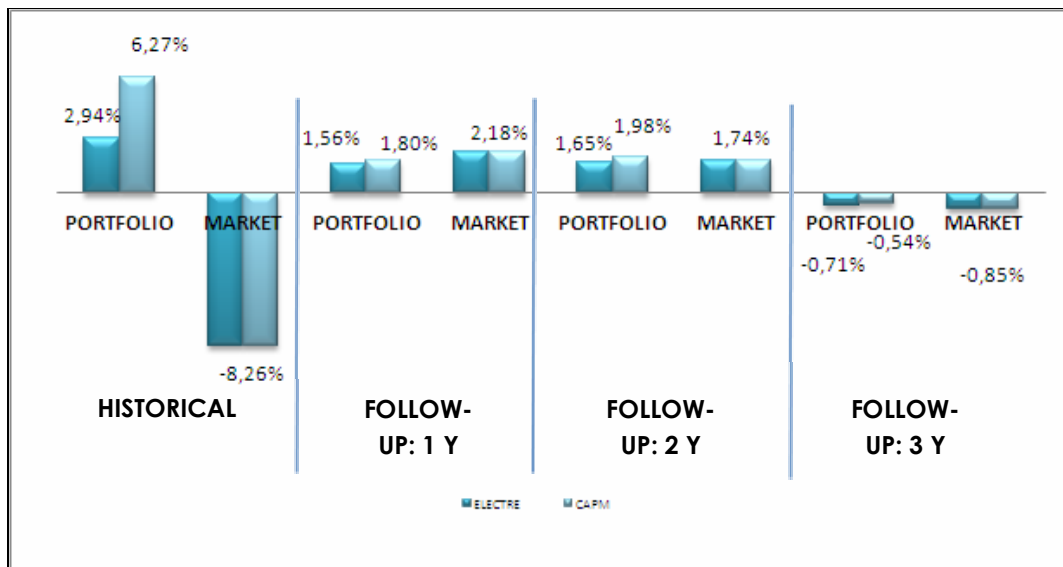 6,27%
2,94%
1,56%
1,80%
2,18%
1,65%
1,98%
1,74%
PORTFOLIO
MARKET
PORTFOLIO
MARKET
PORTFOLIO
MARKET
PORTFOLIO
MARKET
-0,54%
-0,71%
-0,85%
-8,26%
HISTORICAL
FOLLOW-
UP: 1 Y
FOLLOW-
UP: 2 Y
FOLLOW-
UP: 3 Y
ELECTRE
CAPM